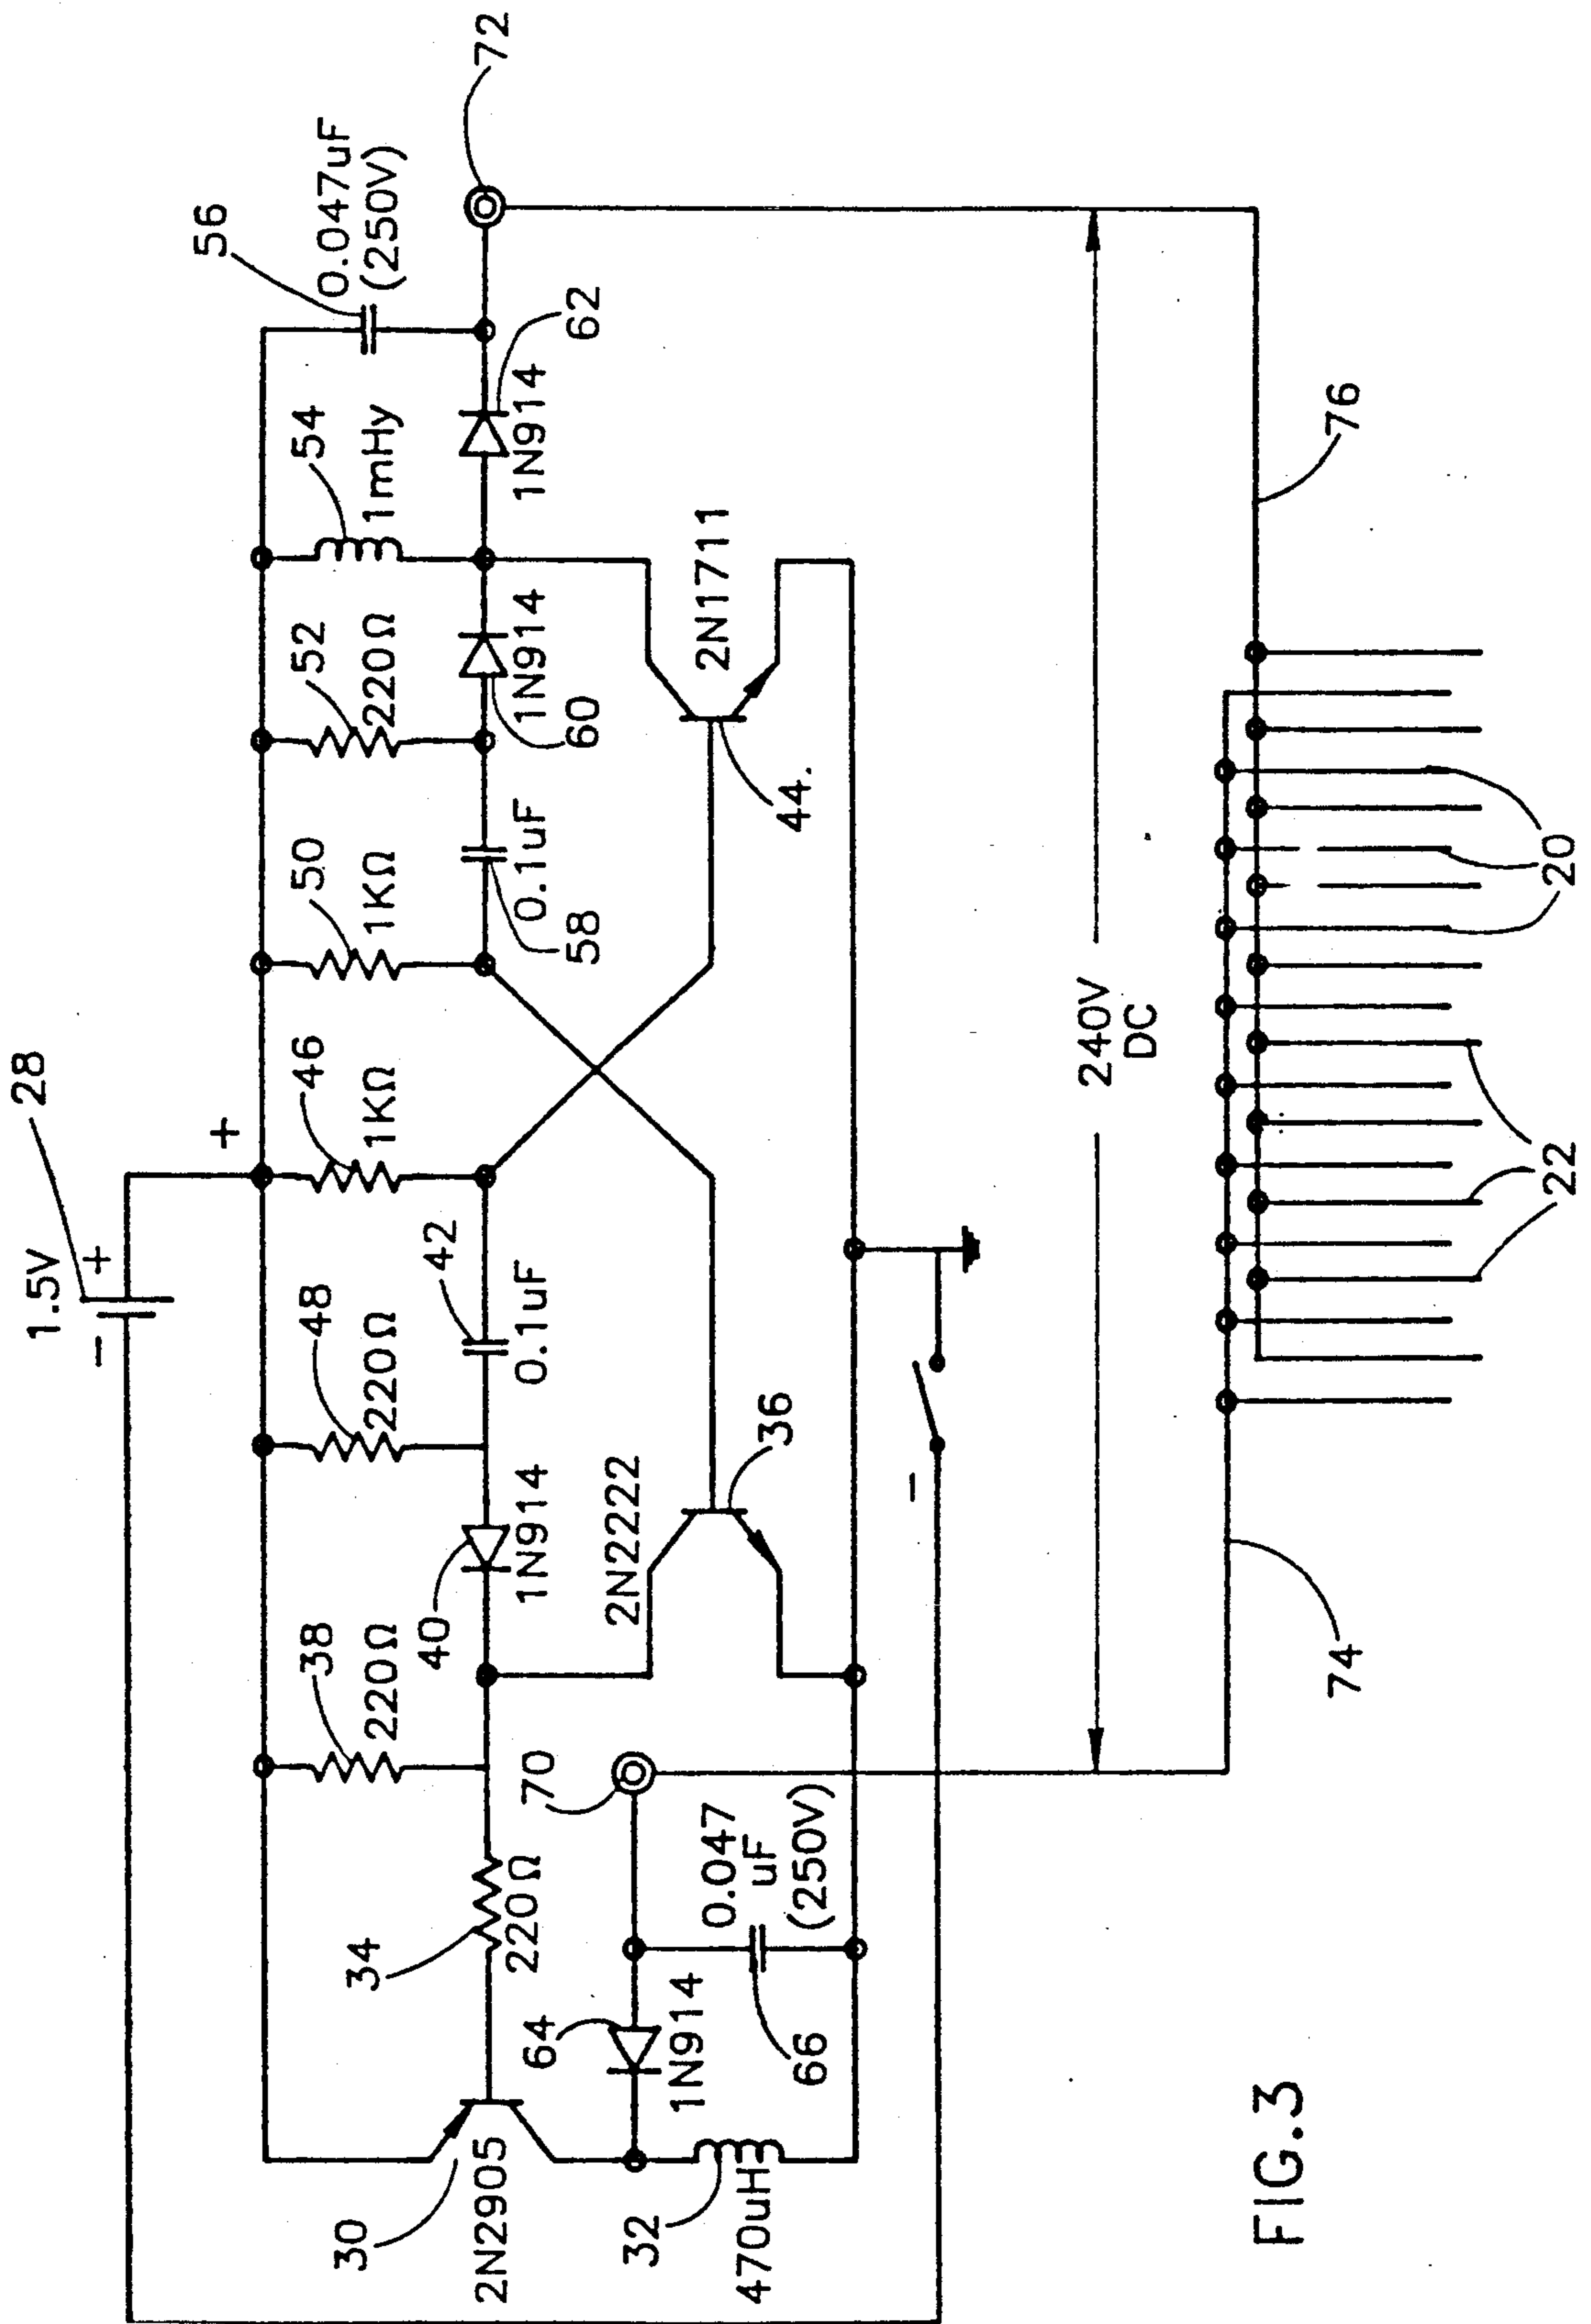 28
1.5V
+
−
+
38
220Ω
48
220Ω
46
1KΩ
50
1KΩ
52
220Ω
54
1mHy
56
0.047uF
(250V)
72
30
2N2905
34
220Ω
40
1N914
42
0.1uF
0.1uF
58
1N914
60
1N914
62
2N2222
36
2N1711
44.
70
64
1N914
0.047
uF
(250V)
66
32
470uH
−
240V
DC
74
76
22
20
FIG.3